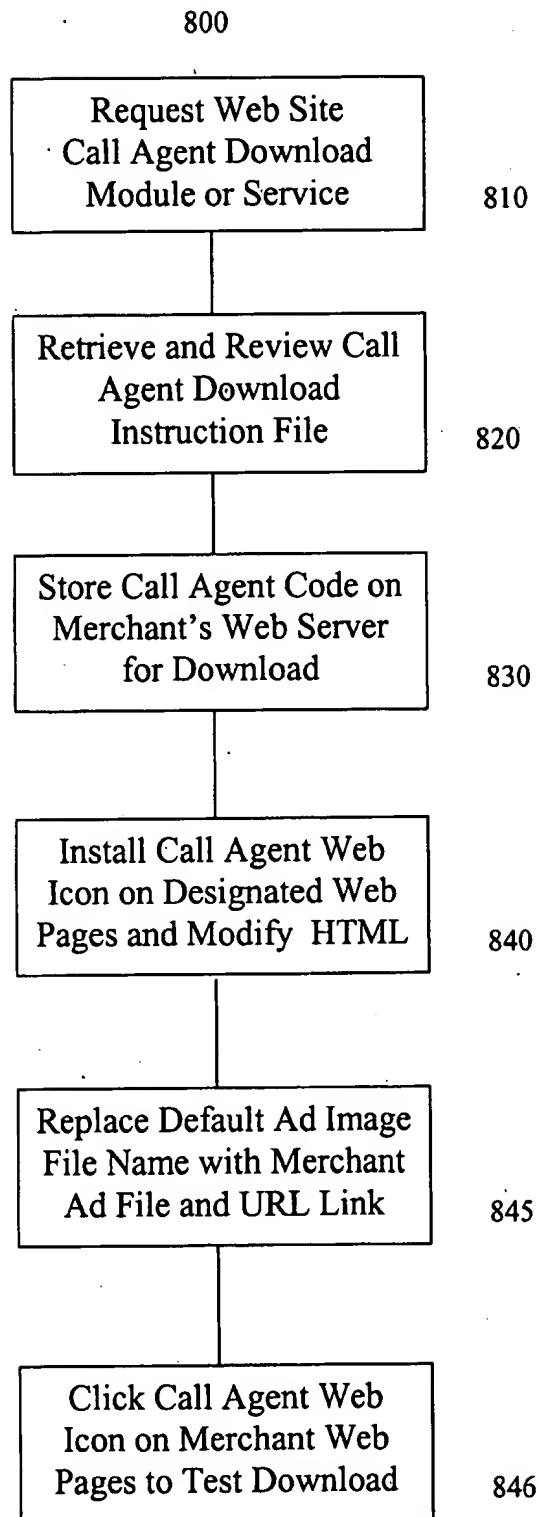 800
Request Web Site
Call Agent Download
Module or Service
810
Retrieve and Review Call
Agent Download
Instruction File
820
Store Call Agent Code on
Merchant's Web Server
for Download
830
Install Call Agent Web
Icon on Designated Web
Pages and Modify HTML
840
Replace Default Ad Image
File Name with Merchant
Ad File and URL Link
845
Click Call Agent Web
Icon on Merchant Web
Pages to Test Download
846